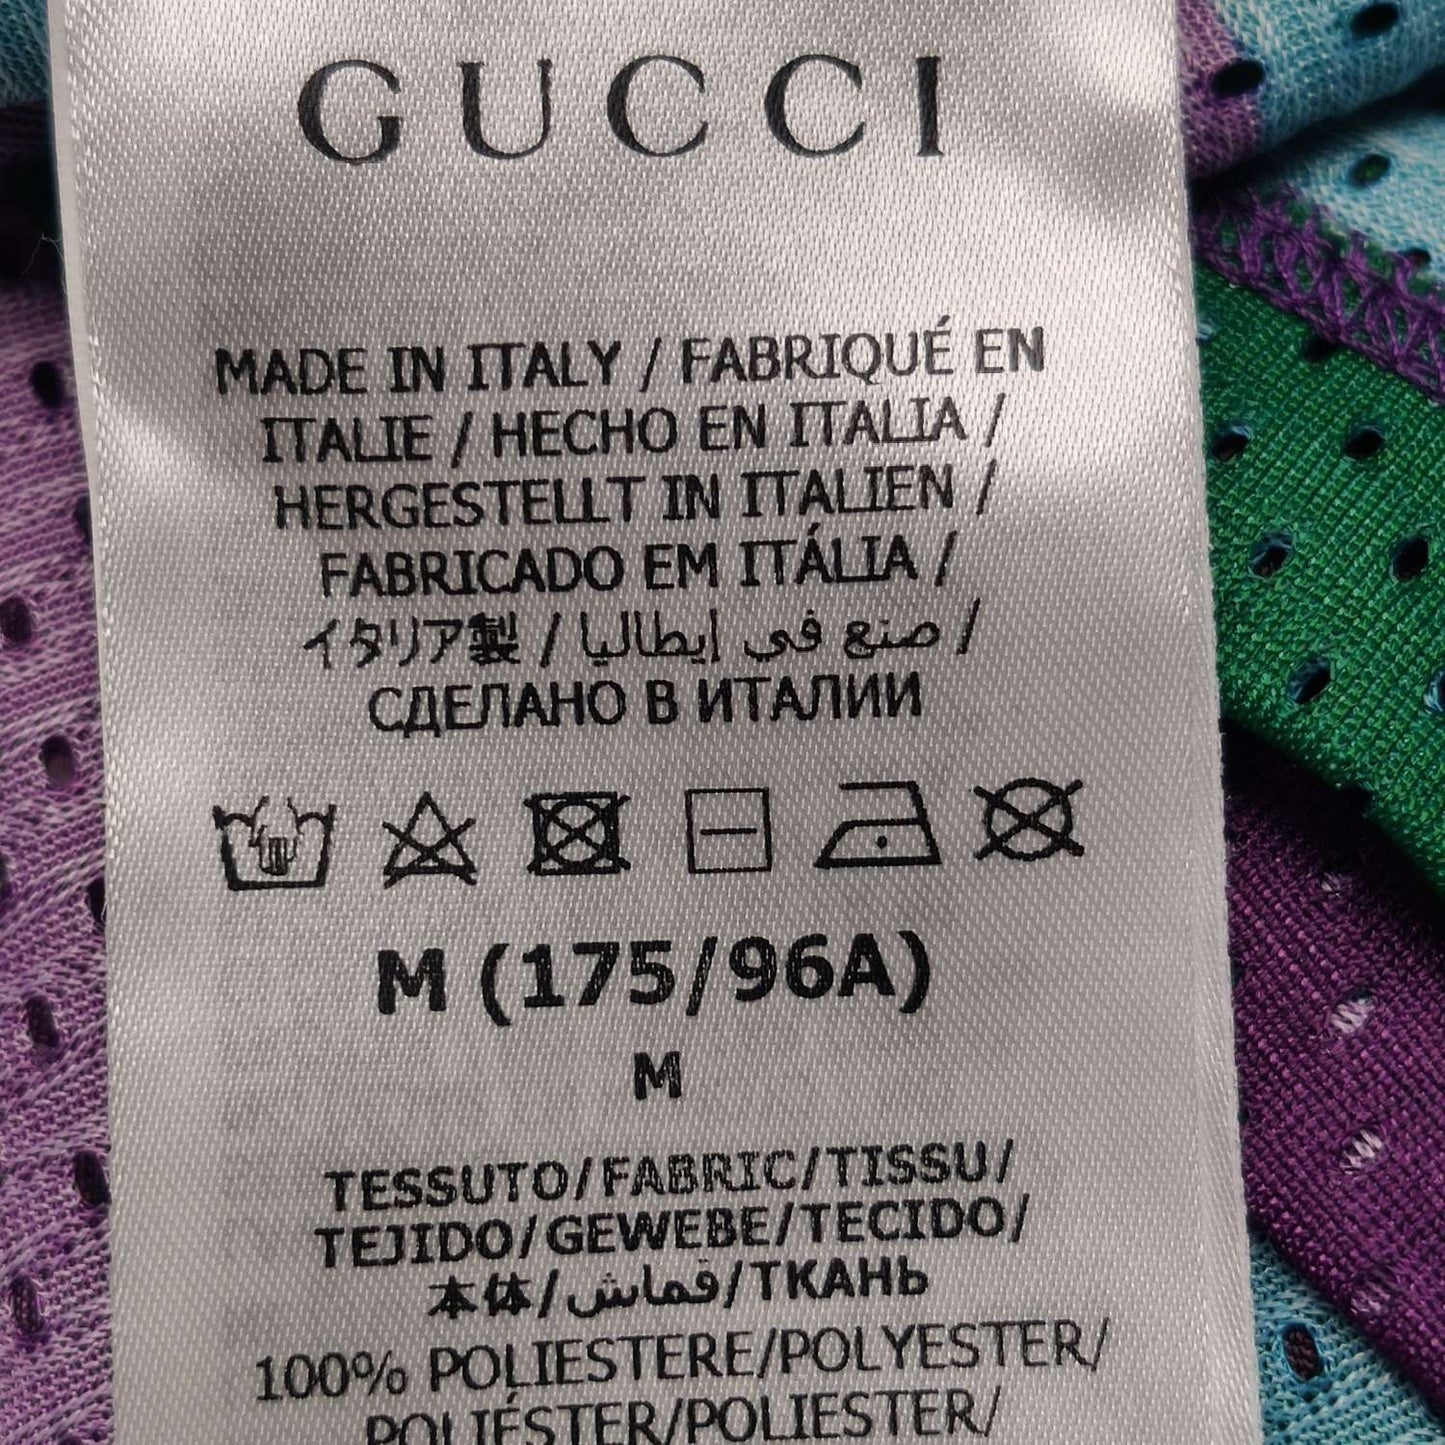 GUCCI
MADE IN ITALY / FABRIQUÉ EN
ITALIE / HECHO EN ITALIA /
HERGESTELLT IN ITALIEN /
FABRICADO EM ITÁLIA /
イタリア製 / صنع في إيطاليا /
СДЕЛАНО В ИТАЛИИ
M (175/96A)
M
TESSUTO/FABRIC/TISSU/
TEJIDO/GEWEBE/TECIDO/
本体/قماش/ТКАНЬ
100% POLIESTERE/POLYESTER/
POLIÉSTER/POLIESTER/